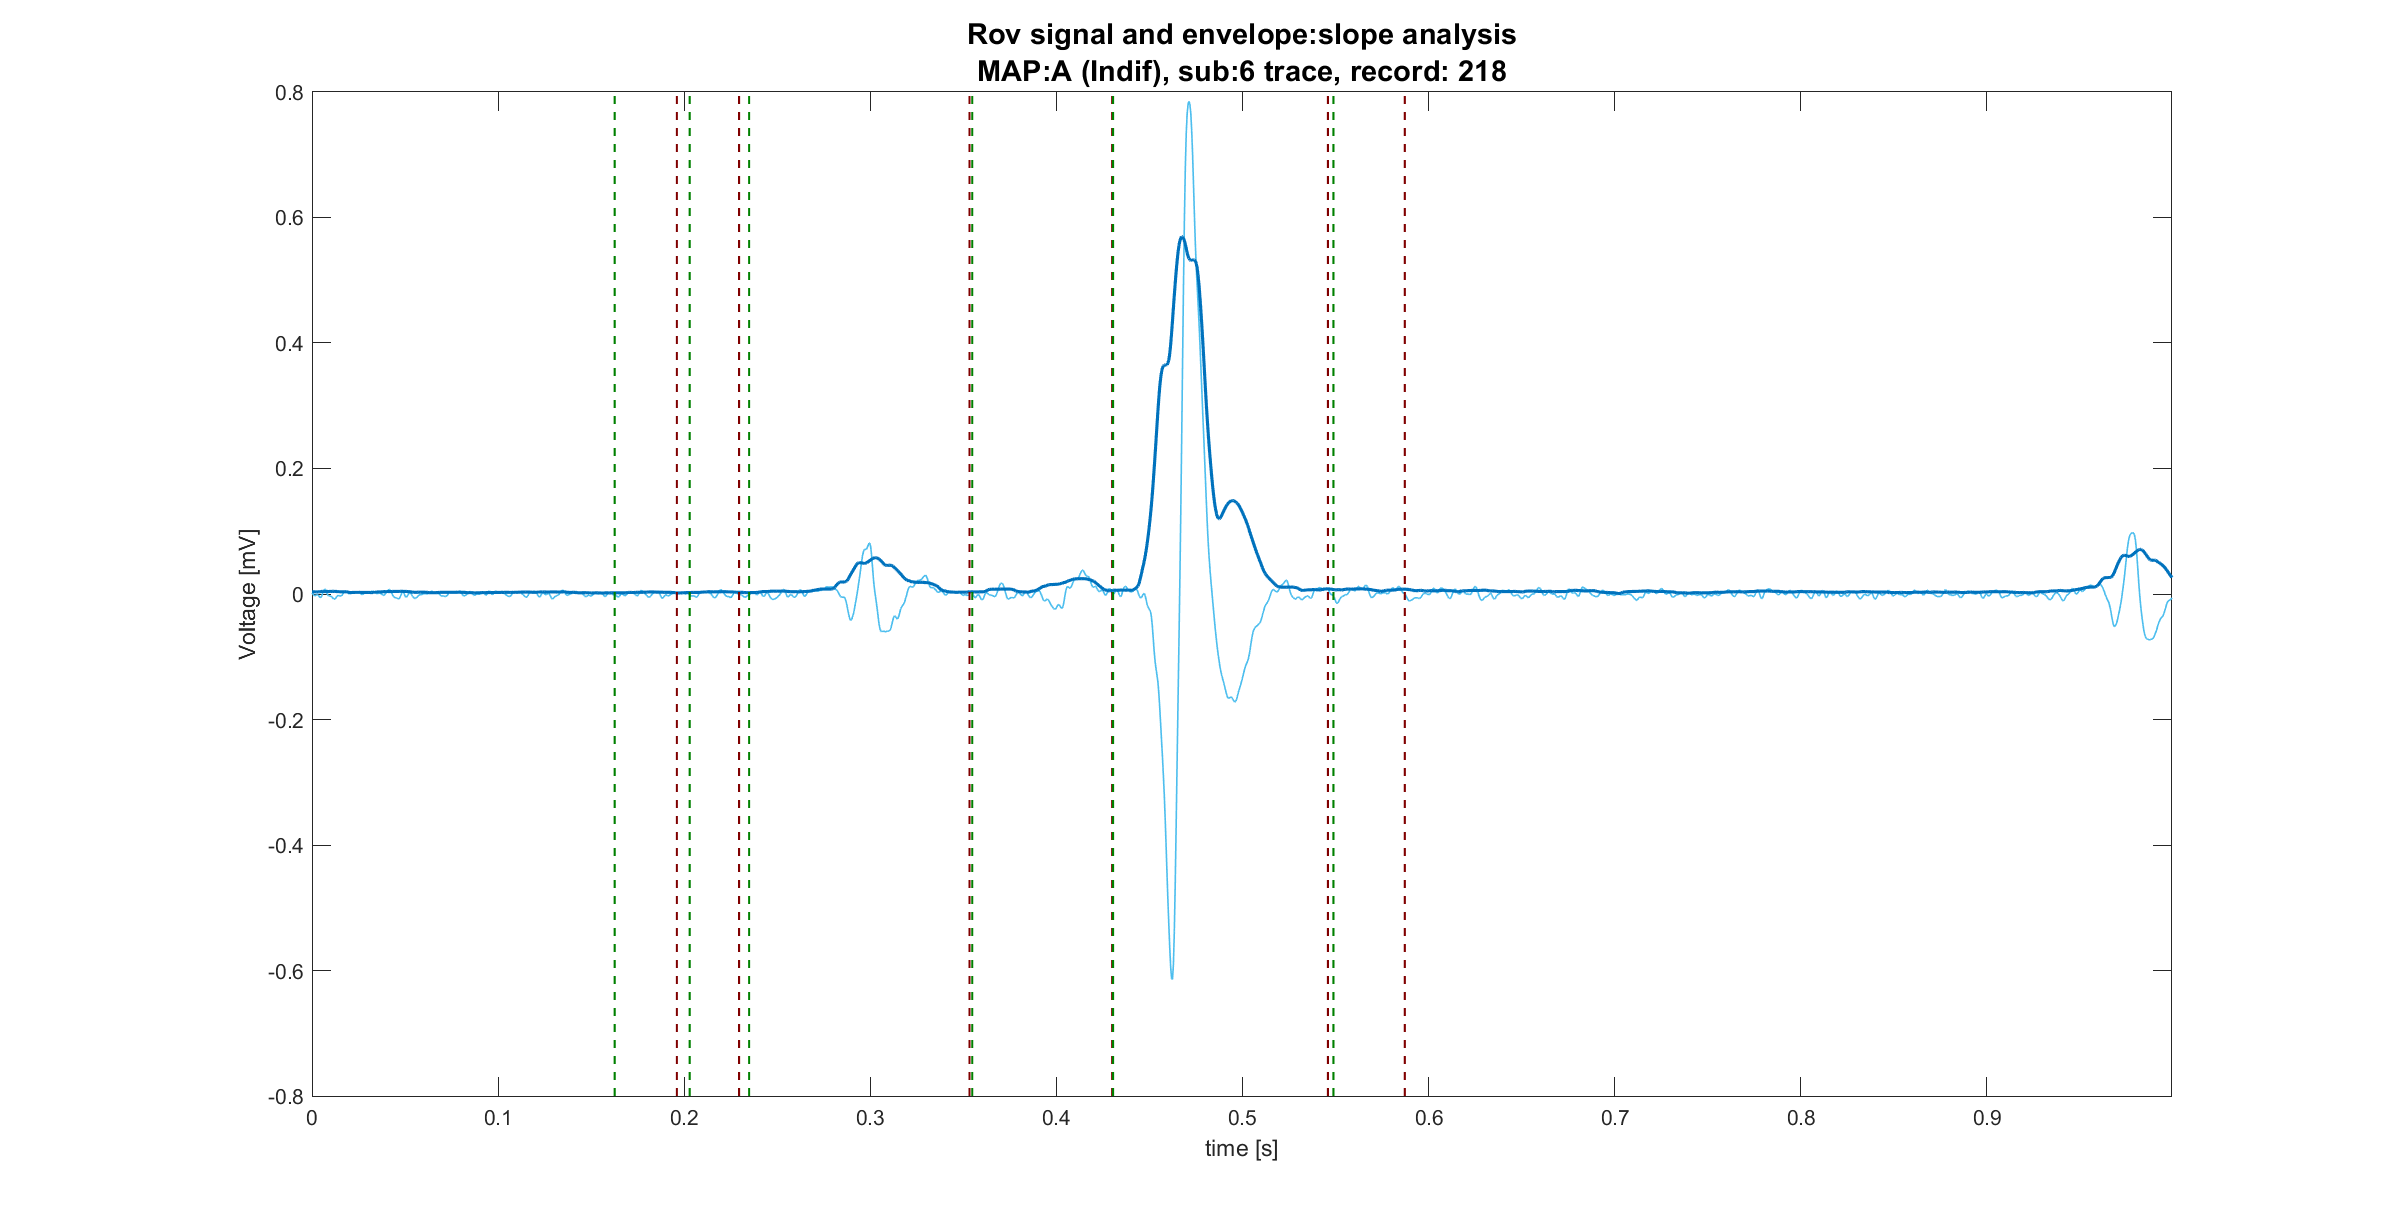 Rov signal and envelope:slope analysis
MAP:A (Indif), sub:6 trace, record: 218
0.8
0.6
0.4
0.2
0
-0.2
-0.4
-0.6
-0.8
Voltage [mV]
0 0.1 0.2 0.3 0.4 0.5 0.6 0.7 0.8 0.9
time [s]